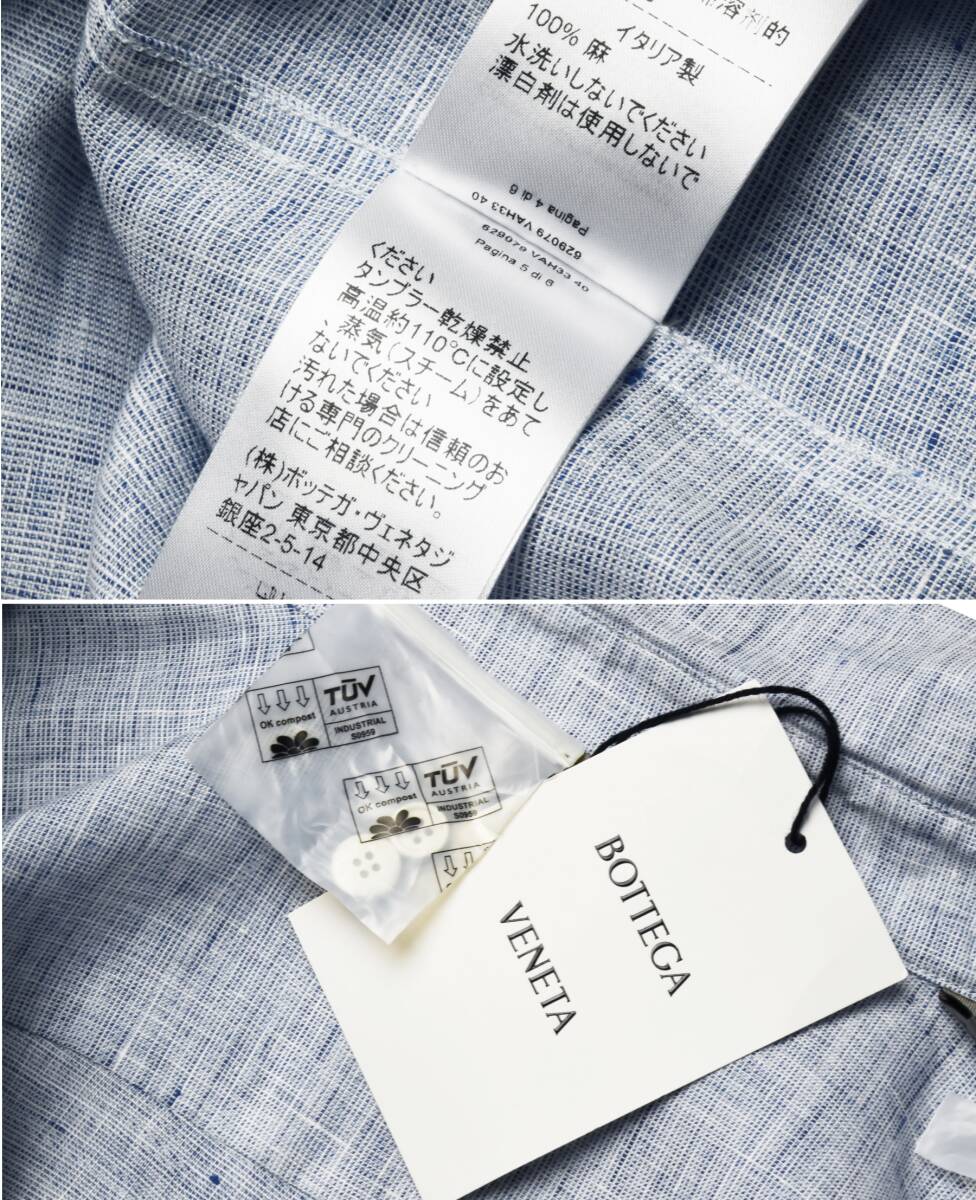 溶剂的
イタリア製
100% 麻
水洗いしないでください
漂白剤は使用しないで
Pagina 4 di 6
629079 VAH33 40
629079 VAH33 40
Pagina 5 di 6
ください
タンブラー乾燥禁止
高温約110℃に設定し
蒸気(スチーム)をあて
ないでください
汚れた場合は信頼のお
ける専門のクリーニング
店にご相談ください。
(株)ボッテガ・ヴェネタジ
ャパン 東京都中央区
銀座2-5-14
TÜV
AUSTRIA
OK compost
INDUSTRIAL
S0959
TÜV
AUSTRIA
OK compost
INDUSTRIAL
S0959
BOTTEGA
VENETA